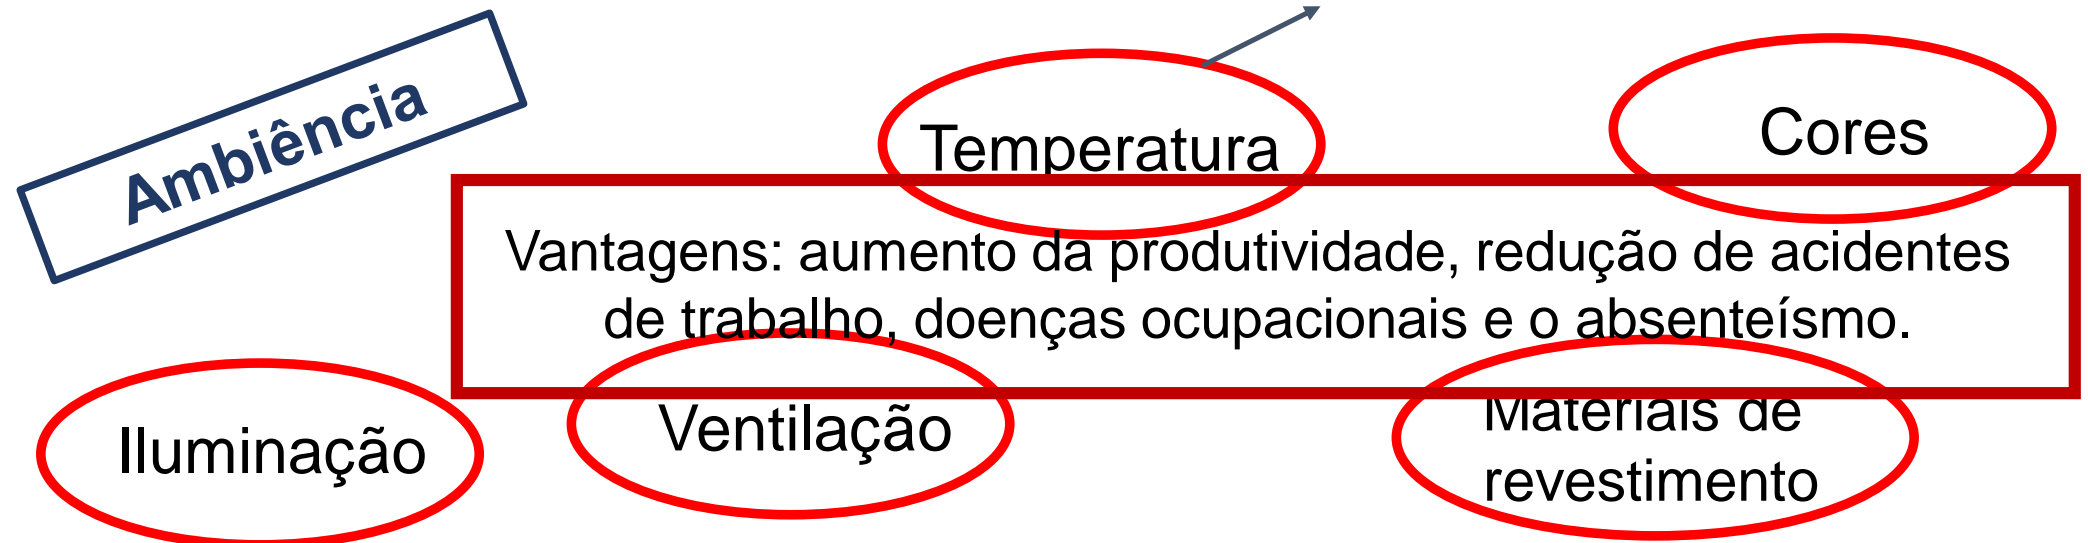 Ambiência
Temperatura
Cores
Vantagens: aumento da produtividade, redução de acidentes
de trabalho, doenças ocupacionais e o absenteísmo.
Iluminação
Ventilação
Materiais de
revestimento